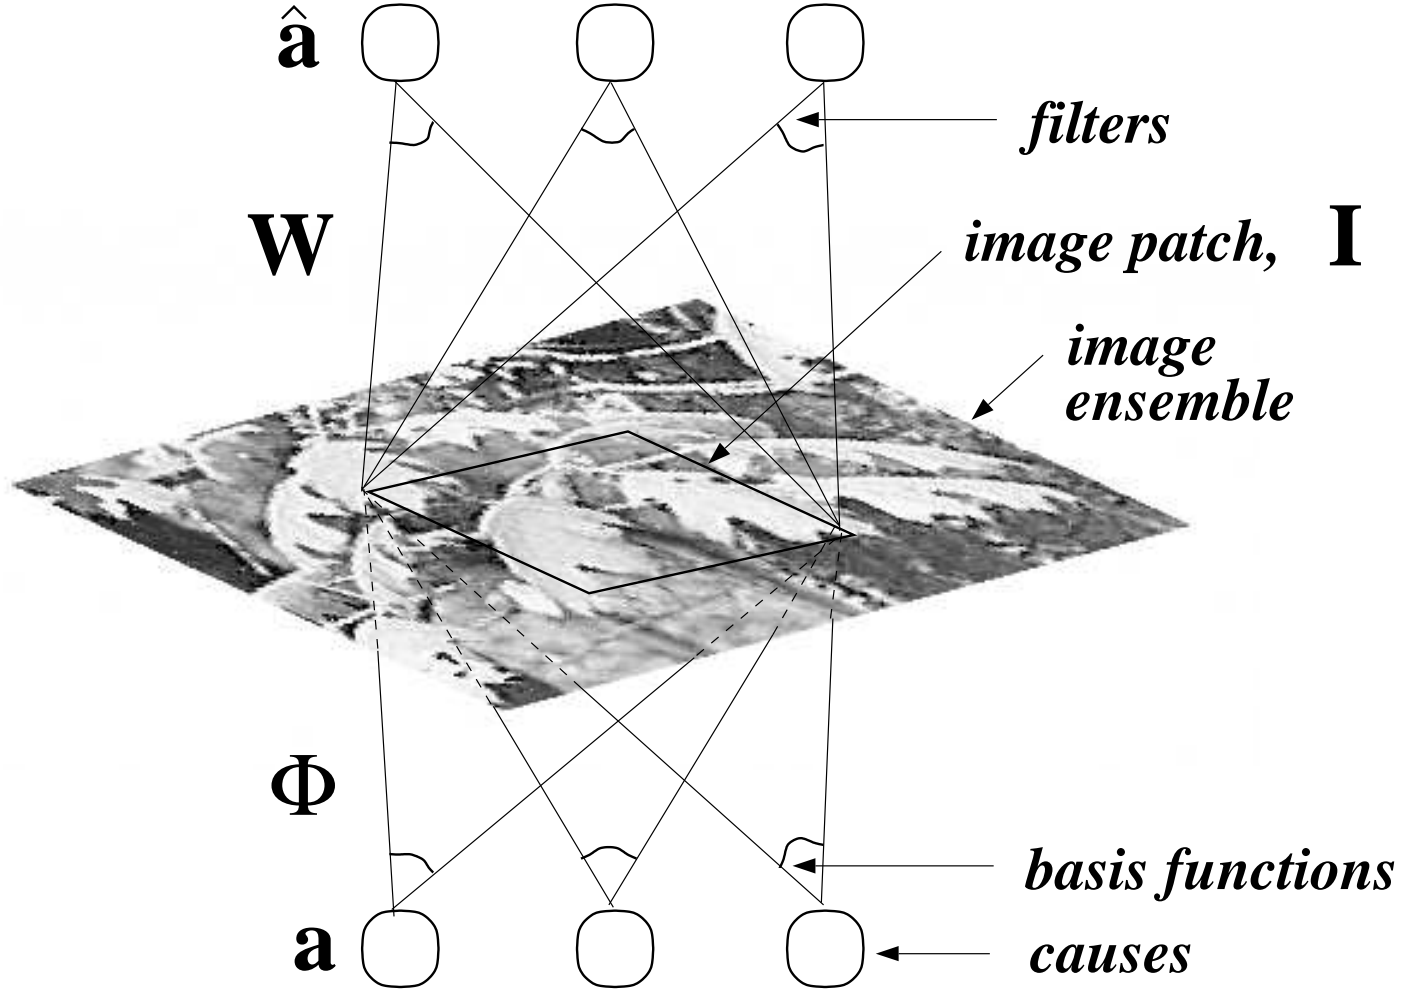 â
filters
W
image patch, I
image
ensemble
Φ
basis functions
a
causes